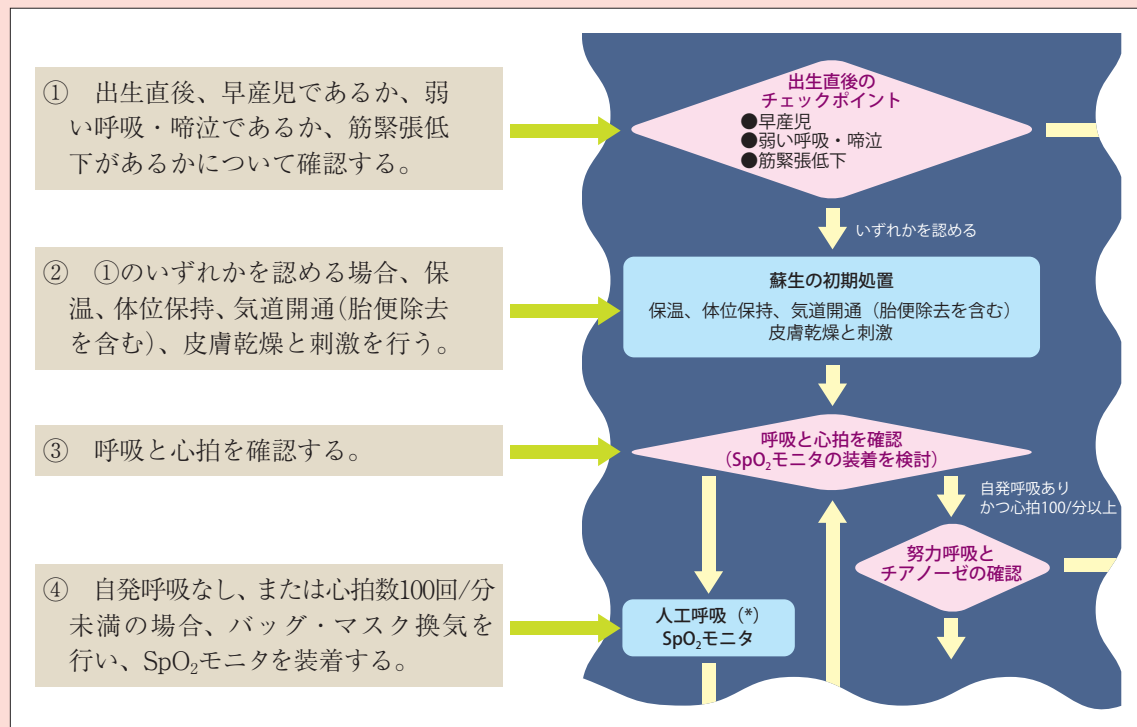 ① 出生直後、早産児であるか、弱
い呼吸・啼泣であるか、筋緊張低
下があるかについて確認する。
出生直後の
チェックポイント
●早産児
●弱い呼吸・啼泣
●筋緊張低下
いずれかを認める
② ①のいずれかを認める場合、保
温、体位保持、気道開通(胎便除去
を含む)、皮膚乾燥と刺激を行う。
蘇生の初期処置
保温、体位保持、気道開通（胎便除去を含む）
皮膚乾燥と刺激
③ 呼吸と心拍を確認する。
呼吸と心拍を確認
（SpO₂モニタの装着を検討）
自発呼吸あり
かつ心拍100/分以上
努力呼吸と
チアノーゼの確認
④ 自発呼吸なし、または心拍数100回/分
未満の場合、バッグ・マスク換気を
行い、SpO₂モニタを装着する。
人工呼吸（*）
SpO₂モニタ